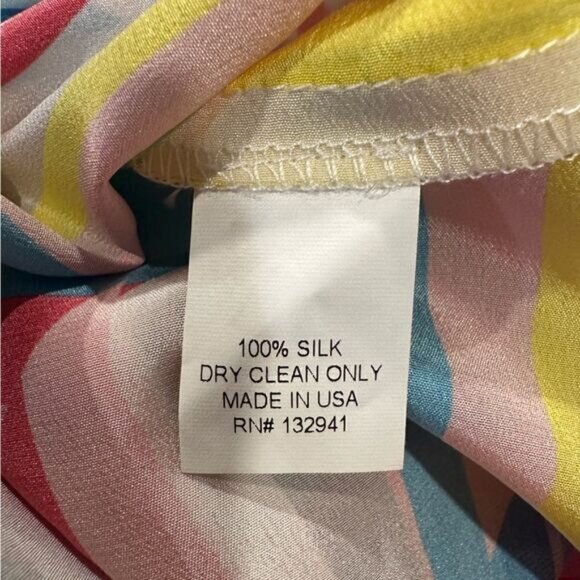 100% SILK
DRY CLEAN ONLY
MADE IN USA
RN# 132941